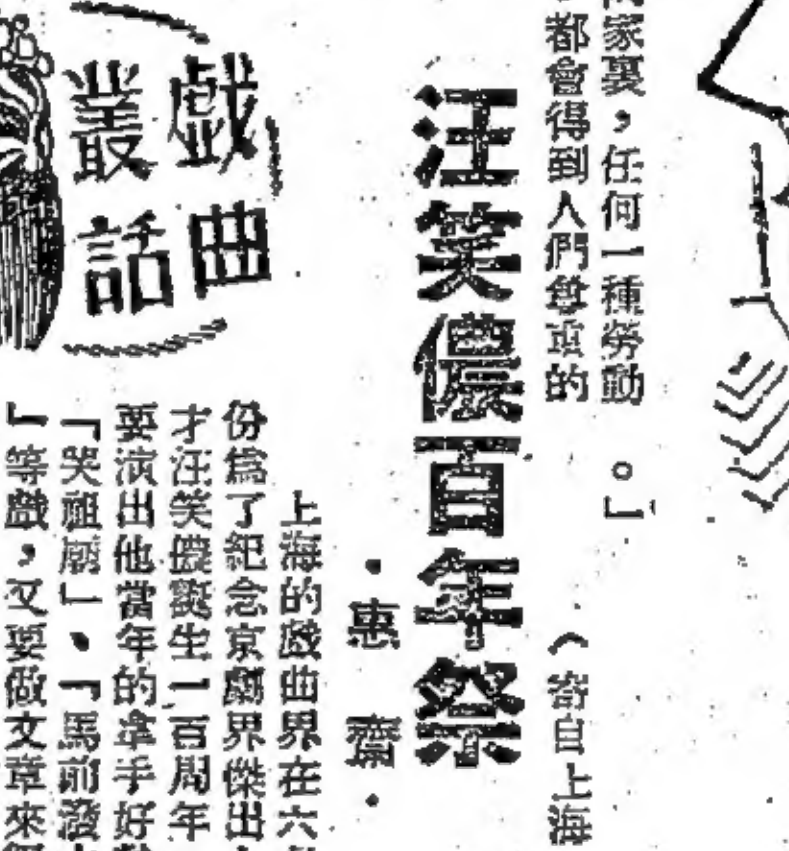 家裏，任何一種勞動
都會得到人們尊重的
。」
（寄自上海
汪笑儂百年祭
·惠齋·
戲曲
叢話
上海的戲曲界在六
份爲了紀念京劇界傑出
才汪笑儂誕生一百周年
要演出他當年的拿手好戲
「哭祖廟」、「馬前潑
」等戲，又要做文章來